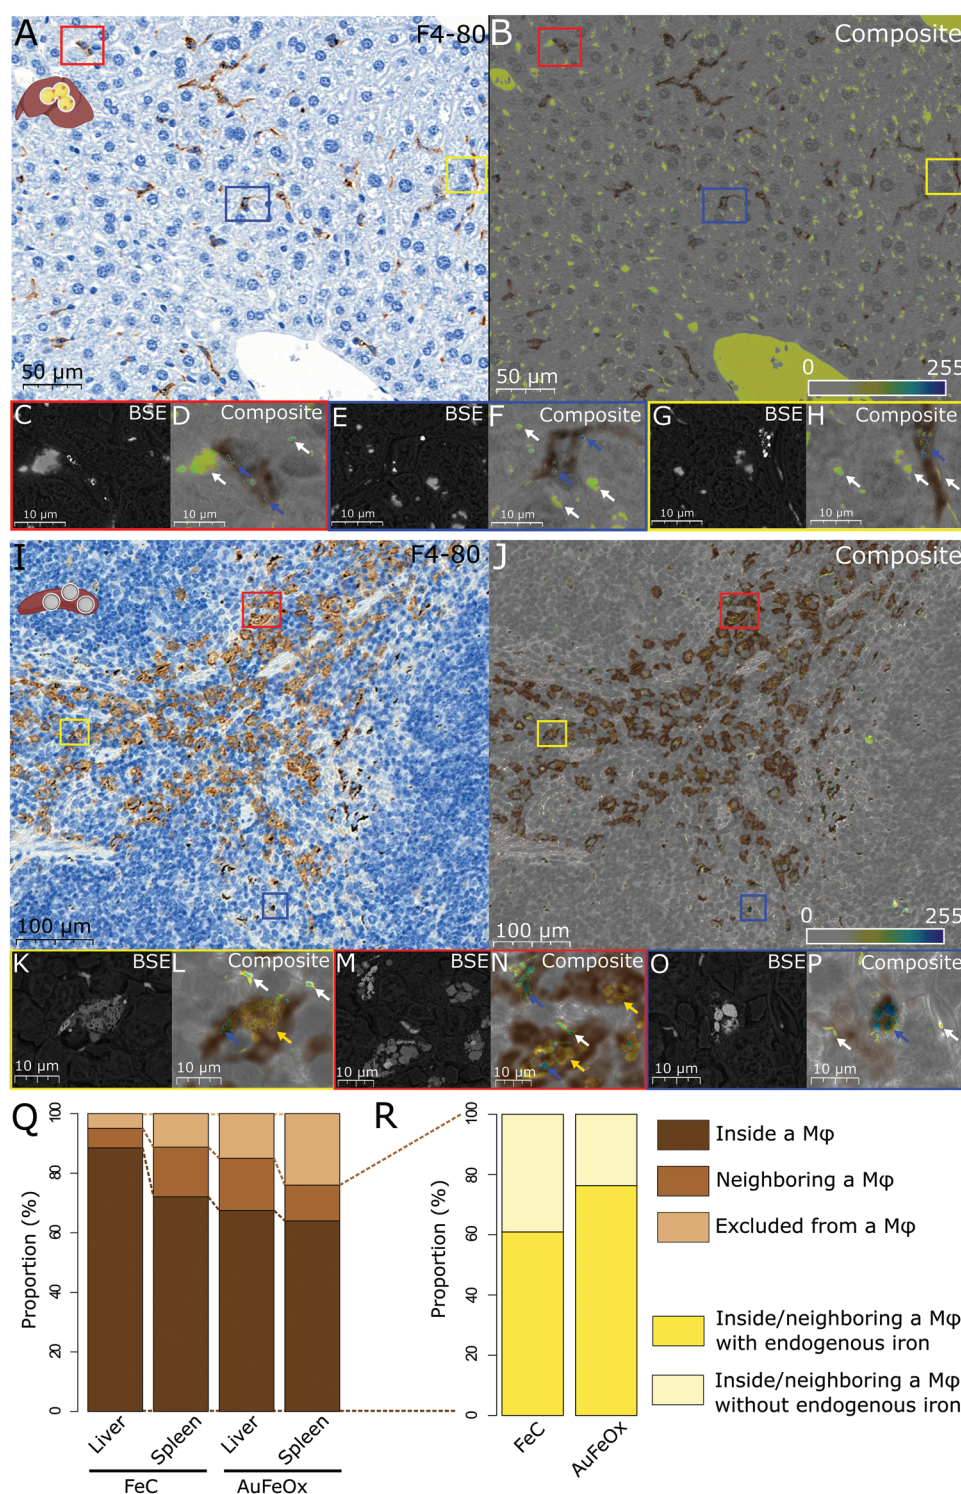 A
F4-80
B
Composite
50 µm
50 µm
0
255
C
BSE
D
Composite
E
BSE
F
Composite
G
BSE
H
Composite
10 µm
10 µm
10 µm
10 µm
10 µm
10 µm
I
F4-80
J
Composite
100 µm
100 µm
0
255
K
BSE
L
Composite
M
BSE
N
Composite
O
BSE
P
Composite
10 µm
10 µm
10 µm
10 µm
10 µm
10 µm
Q
Proportion (%)
0
20
40
60
80
100
Liver
Spleen
Liver
Spleen
FeC
AuFeOx
R
Proportion (%)
0
20
40
60
80
100
FeC
AuFeOx
Inside a Mφ
Neighboring a Mφ
Excluded from a Mφ
Inside/neighboring a Mφ
with endogenous iron
Inside/neighboring a Mφ
without endogenous iron